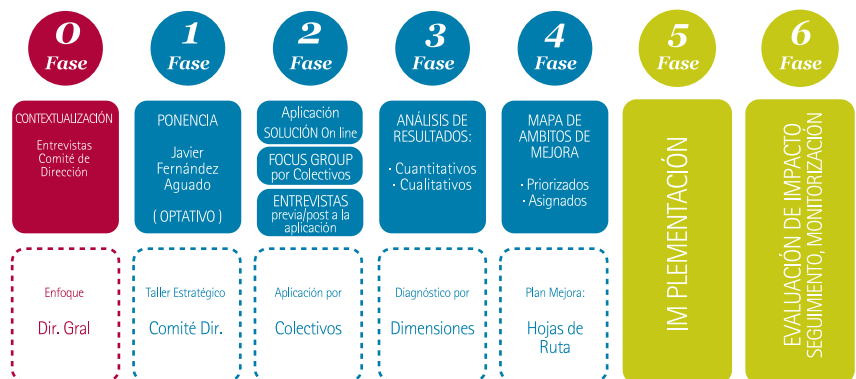 0
Fase
1
Fase
2
Fase
3
Fase
4
Fase
5
Fase
6
Fase
CONTEXTUALIZACIÓN
Entrevistas
Comité de
Dirección
PONENCIA
Javier
Fernández
Aguado
( OPTATIVO )
Aplicación
SOLUCIÓN On line
FOCUS GROUP
por Colectivos
ENTREVISTAS
previa/post a la
aplicación
ANÁLISIS DE
RESULTADOS:
· Cuantitativos
· Cualitativos
MAPA DE
AMBITOS DE
MEJORA
· Priorizados
· Asignados
IM PLEMENTACIÓN
EVALUACIÓN DE IMPACTO
SEGUIMIENTO, MONITORIZACIÓN
Enfoque
Dir. Gral
Taller Estratégico
Comité Dir.
Aplicación por
Colectivos
Diagnóstico por
Dimensiones
Plan Mejora:
Hojas de
Ruta